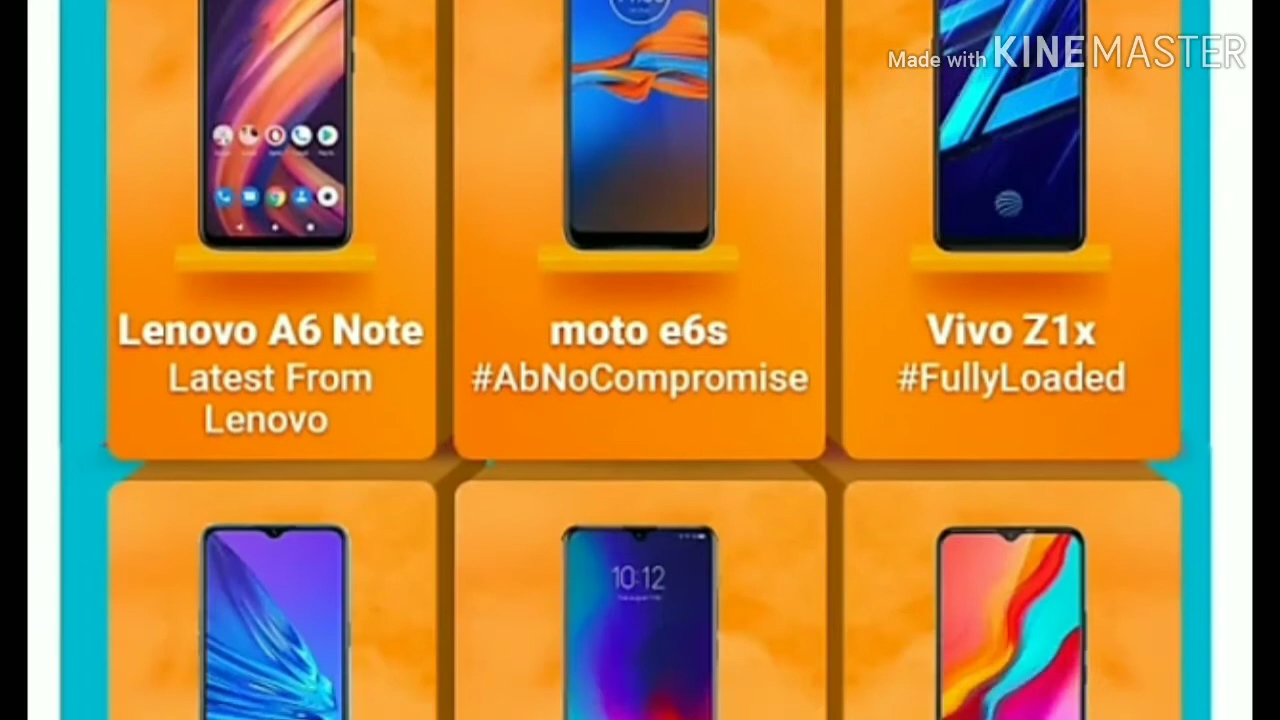 Made with KINEMASTER
Lenovo A6 Note
Latest From
Lenovo
moto e6s
#AbNoCompromise
Vivo Z1x
#FullyLoaded
10:12